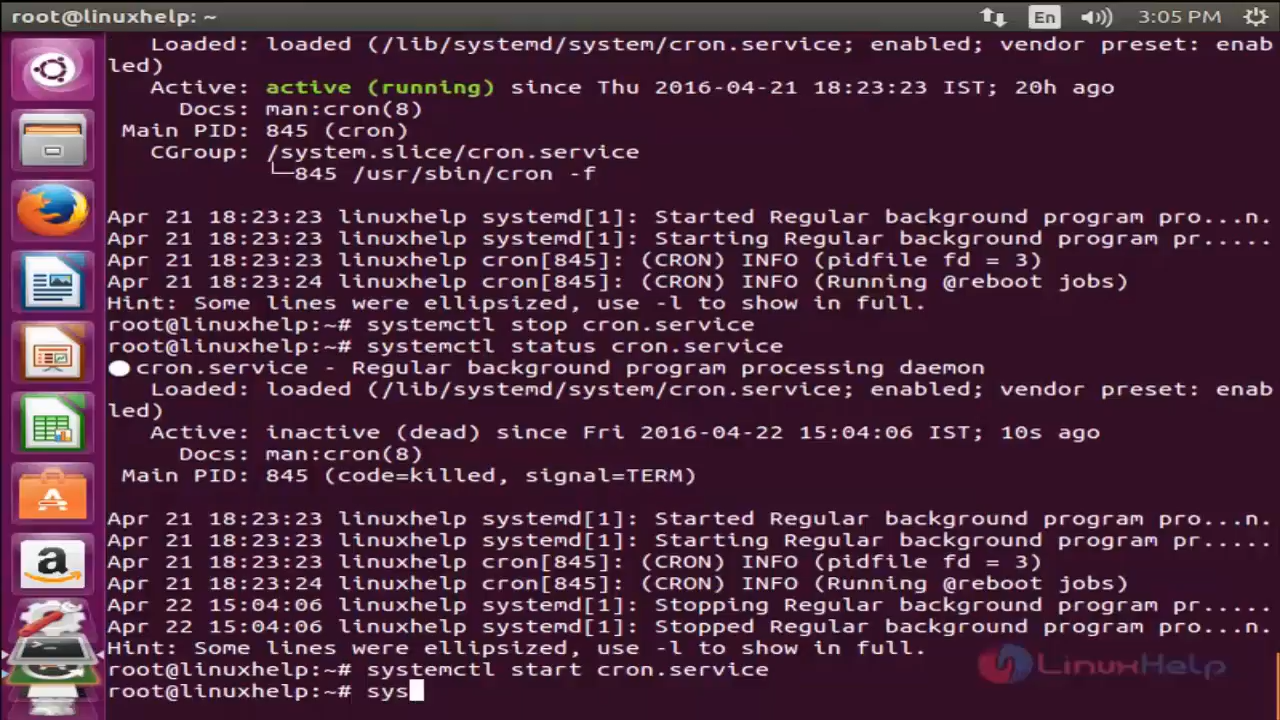 root@linuxhelp: ~
En
3:05 PM
Loaded: loaded (/lib/systemd/system/cron.service; enabled; vendor preset: enab
led)
Active: active (running) since Thu 2016-04-21 18:23:23 IST; 20h ago
Docs: man:cron(8)
Main PID: 845 (cron)
CGroup: /system.slice/cron.service
└─845 /usr/sbin/cron -f
Apr 21 18:23:23 linuxhelp systemd[1]: Started Regular background program pro...n.
Apr 21 18:23:23 linuxhelp systemd[1]: Starting Regular background program pr.....
Apr 21 18:23:23 linuxhelp cron[845]: (CRON) INFO (pidfile fd = 3)
Apr 21 18:23:24 linuxhelp cron[845]: (CRON) INFO (Running @reboot jobs)
Hint: Some lines were ellipsized, use -l to show in full.
root@linuxhelp:~# systemctl stop cron.service
root@linuxhelp:~# systemctl status cron.service
● cron.service - Regular background program processing daemon
Loaded: loaded (/lib/systemd/system/cron.service; enabled; vendor preset: enab
led)
Active: inactive (dead) since Fri 2016-04-22 15:04:06 IST; 10s ago
Docs: man:cron(8)
Main PID: 845 (code=killed, signal=TERM)
Apr 21 18:23:23 linuxhelp systemd[1]: Started Regular background program pro...n.
Apr 21 18:23:23 linuxhelp systemd[1]: Starting Regular background program pr.....
Apr 21 18:23:23 linuxhelp cron[845]: (CRON) INFO (pidfile fd = 3)
Apr 21 18:23:24 linuxhelp cron[845]: (CRON) INFO (Running @reboot jobs)
Apr 22 15:04:06 linuxhelp systemd[1]: Stopping Regular background program pr.....
Apr 22 15:04:06 linuxhelp systemd[1]: Stopped Regular background program pro...n.
Hint: Some lines were ellipsized, use -l to show in full.
root@linuxhelp:~# systemctl start cron.service
root@linuxhelp:~# sys
LinuxHelp